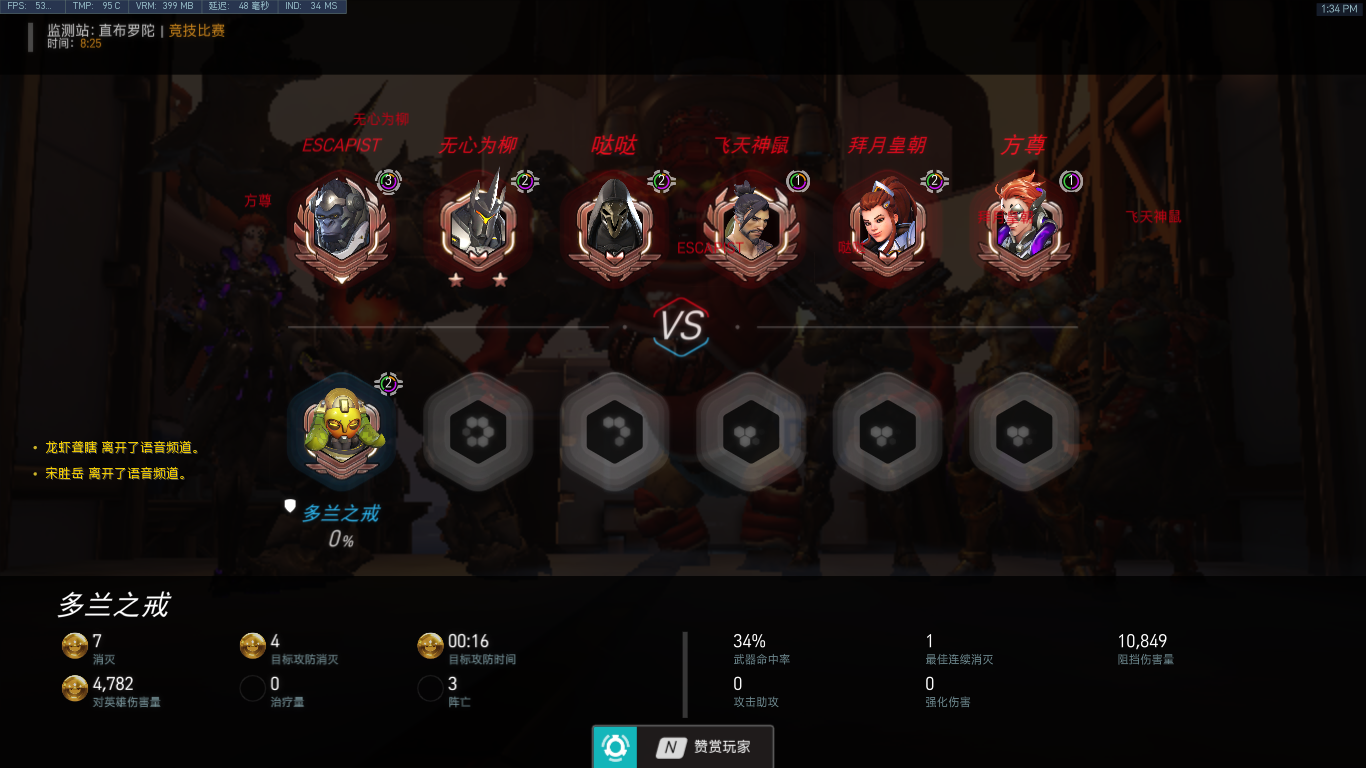 FPS: 53... TMP: 95 C VRM: 399 MB 延迟: 48 毫秒 IND: 34 MS
1:34 PM
监测站: 直布罗陀 | 竞技比赛
时间: 8:25
无心为柳
ESCAPIST 无心为柳 哒哒 飞天神鼠 拜月皇朝 方尊
3 2 2 1 2 1
方尊
拜月皇朝 飞天神鼠
ESCAPIST 哒哒
VS
2
龙虾聋瞎 离开了语音频道。
宋胜岳 离开了语音频道。
多兰之戒
0%
多兰之戒
7 4 00:16 34% 1 10,849
消灭 目标攻防消灭 目标攻防时间 武器命中率 最佳连续消灭 阻挡伤害量
4,782 0 3 0 0
对英雄伤害量 治疗量 阵亡 攻击助攻 强化伤害
N 赞赏玩家